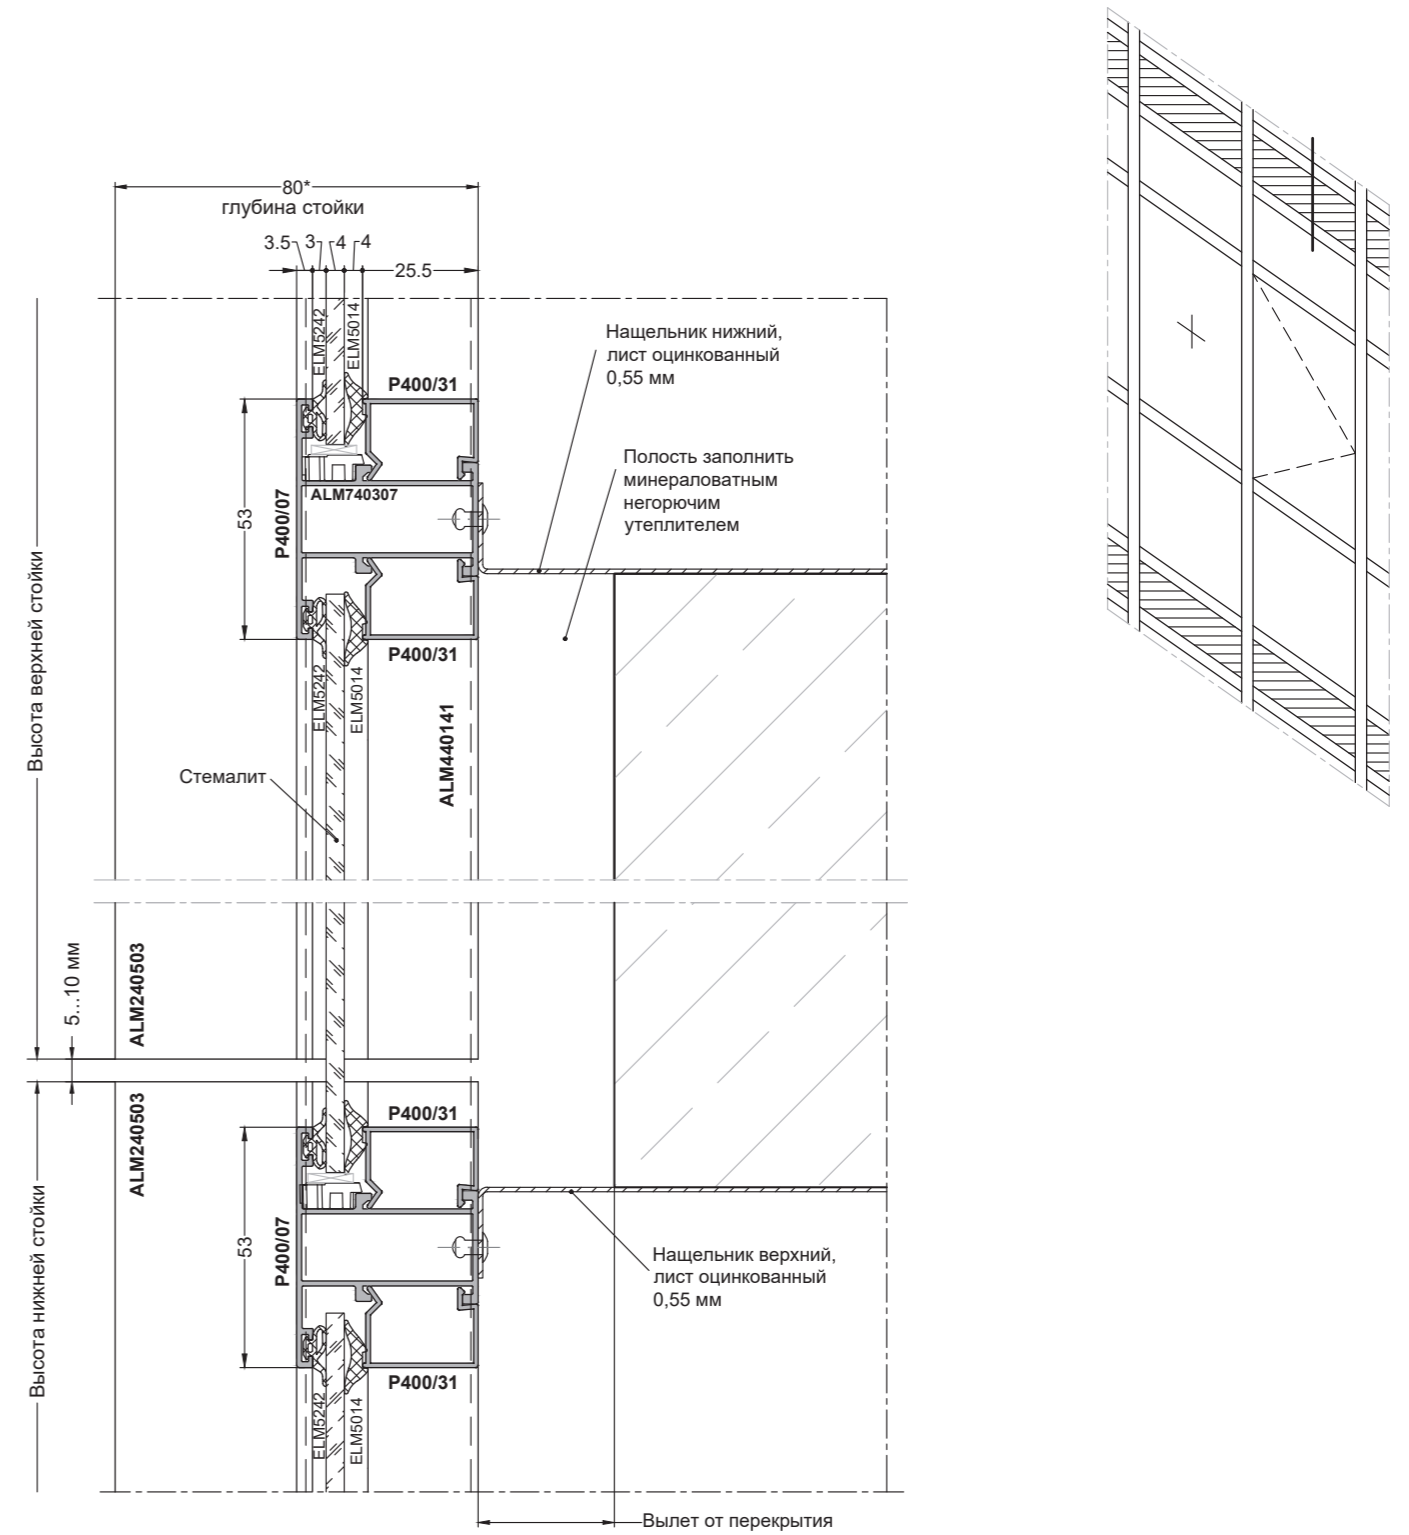 80*
глубина стойки
3.5
3
4
4
25.5
ELM5242
ELM5014
P400/31
Нащельник нижний,
лист оцинкованный
0,55 мм
Полость заполнить
минераловатным
негорючим
утеплителем
ALM740307
53
P400/07
P400/31
ELM5242
ELM5014
ALM440141
Высота верхней стойки
Стемалит
ALM240503
5...10 мм
ALM240503
P400/31
53
P400/07
Нащельник верхний,
лист оцинкованный
0,55 мм
Высота нижней стойки
P400/31
ELM5242
ELM5014
Вылет от перекрытия